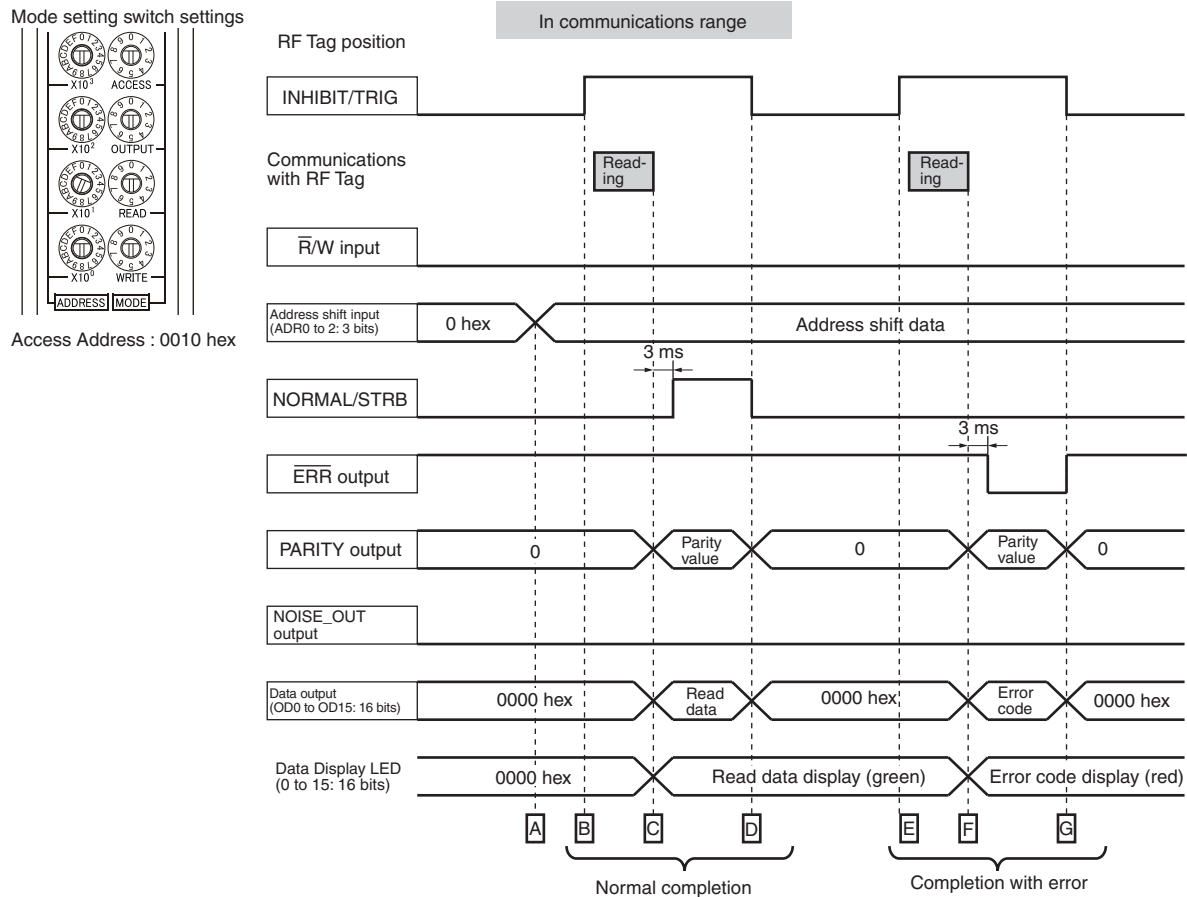 Mode setting switch settings
X10³ ACCESS
X10² OUTPUT
X10¹ READ
X10⁰ WRITE
ADDRESS MODE
Access Address : 0010 hex
In communications range
RF Tag position
INHIBIT/TRIG
Communications
with RF Tag
Read-
ing
Read-
ing
R̅/W input
Address shift input
(ADR0 to 2: 3 bits)
0 hex
Address shift data
3 ms
NORMAL/STRB
3 ms
E̅R̅R̅ output
PARITY output
0
Parity
value
0
Parity
value
0
NOISE_OUT
output
Data output
(OD0 to OD15: 16 bits)
0000 hex
Read
data
0000 hex
Error
code
0000 hex
Data Display LED
(0 to 15: 16 bits)
0000 hex
Read data display (green)
Error code display (red)
A B C D E F G
Normal completion
Completion with error